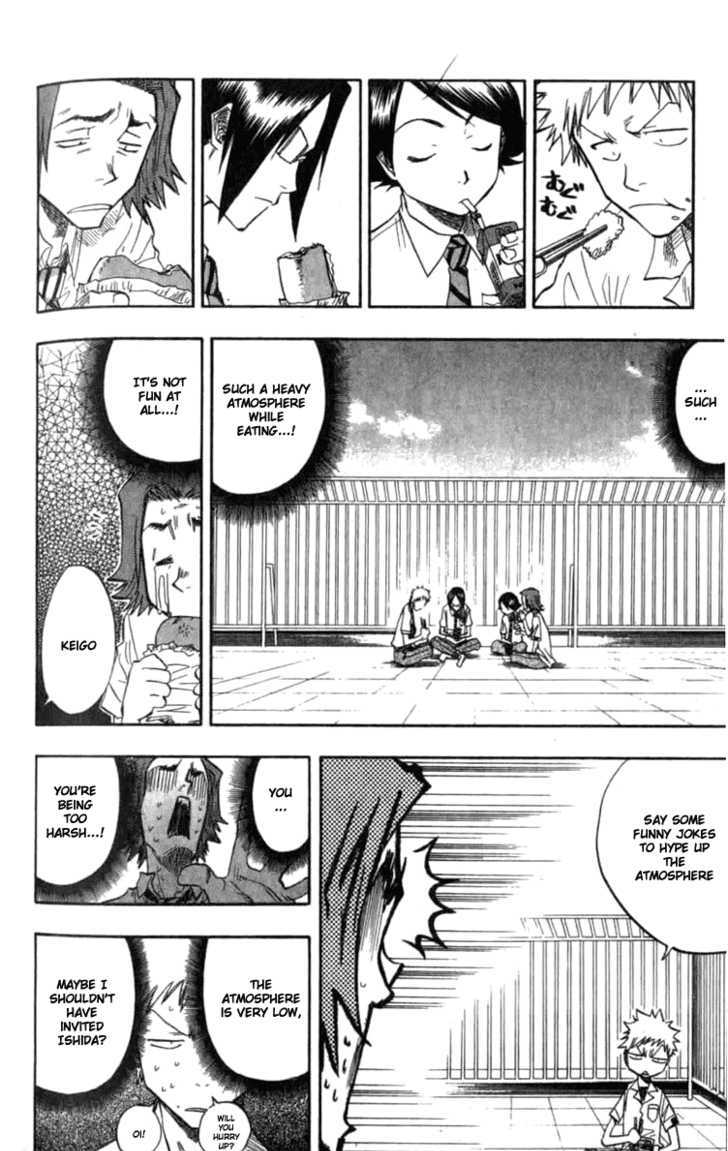 むぐ
むぐ
...
SUCH
...
SUCH A HEAVY
ATMOSPHERE
WHILE
EATING...!
IT'S NOT
FUN AT
ALL...!
KEIGO
SAY SOME
FUNNY JOKES
TO HYPE UP
THE
ATMOSPHERE
YOU
...
YOU'RE
BEING
TOO
HARSH...!
THE
ATMOSPHERE
IS VERY LOW,
MAYBE I
SHOULDN'T
HAVE
INVITED
ISHIDA?
WILL
YOU
HURRY
UP?
OI!